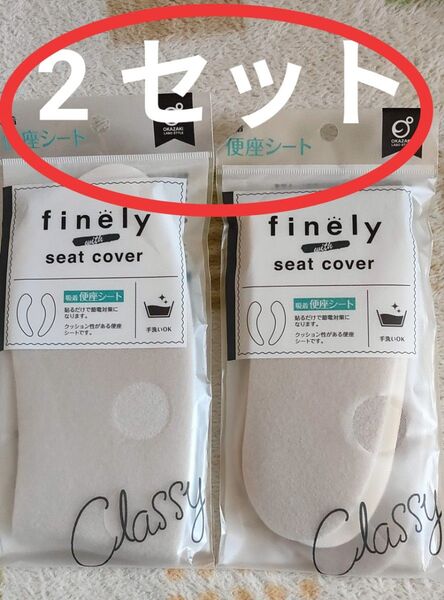 2セット
OKAZAKI
LABO STYLE
便座シート
finely
with
seat cover
吸着 便座シート
貼るだけで節電対策に
なります。
クッション性がある便座
シートです。
手洗いOK
Classy
OKAZAKI
LABO STYLE
便座シート
finely
with
seat cover
吸着 便座シート
貼るだけで節電対策に
なります。
クッション性がある便座
シートです。
手洗いOK
Classy